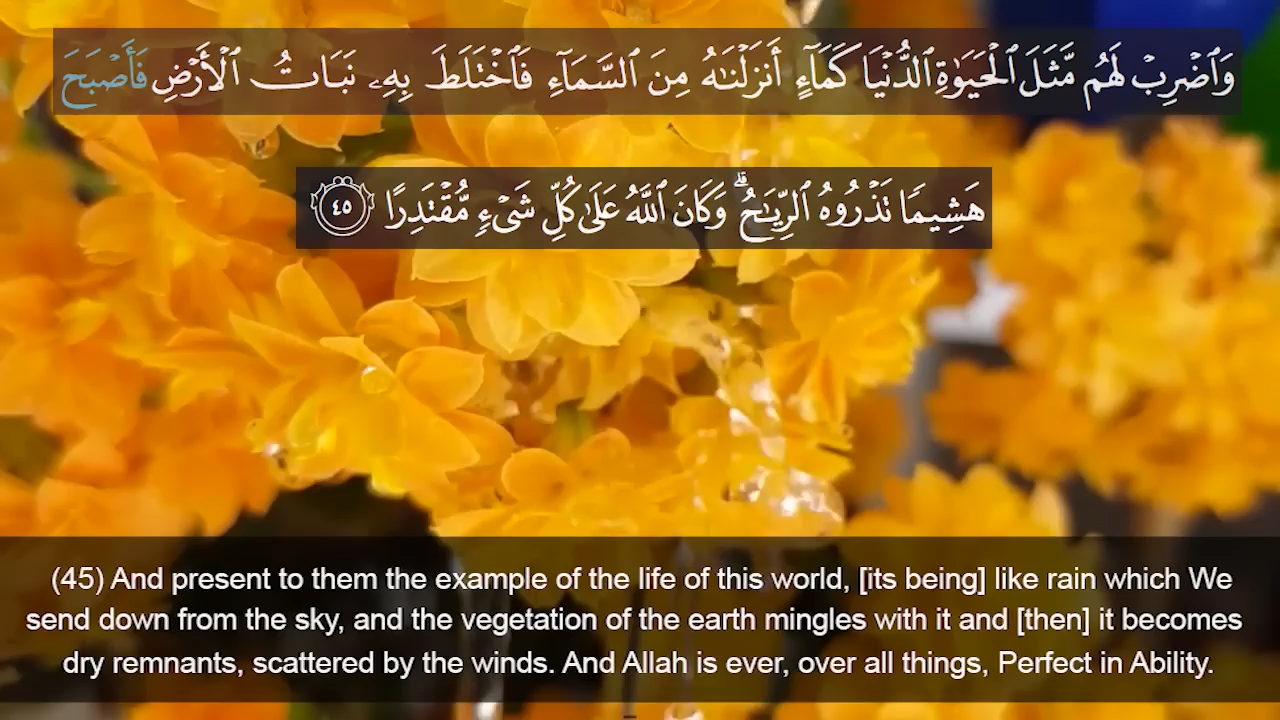 وَٱضْرِبْ لَهُم مَّثَلَ ٱلْحَيَوٰةِ ٱلدُّنْيَا كَمَآءٍ أَنزَلْنَـٰهُ مِنَ ٱلسَّمَآءِ فَٱخْتَلَطَ بِهِۦ نَبَاتُ ٱلْأَرْضِ فَأَصْبَحَ
هَشِيمًا تَذْرُوهُ ٱلرِّيَـٰحُ ۗ وَكَانَ ٱللَّهُ عَلَىٰ كُلِّ شَىْءٍ مُّقْتَدِرًا ٤٥
(45) And present to them the example of the life of this world, [its being] like rain which We
send down from the sky, and the vegetation of the earth mingles with it and [then] it becomes
dry remnants, scattered by the winds. And Allah is ever, over all things, Perfect in Ability.